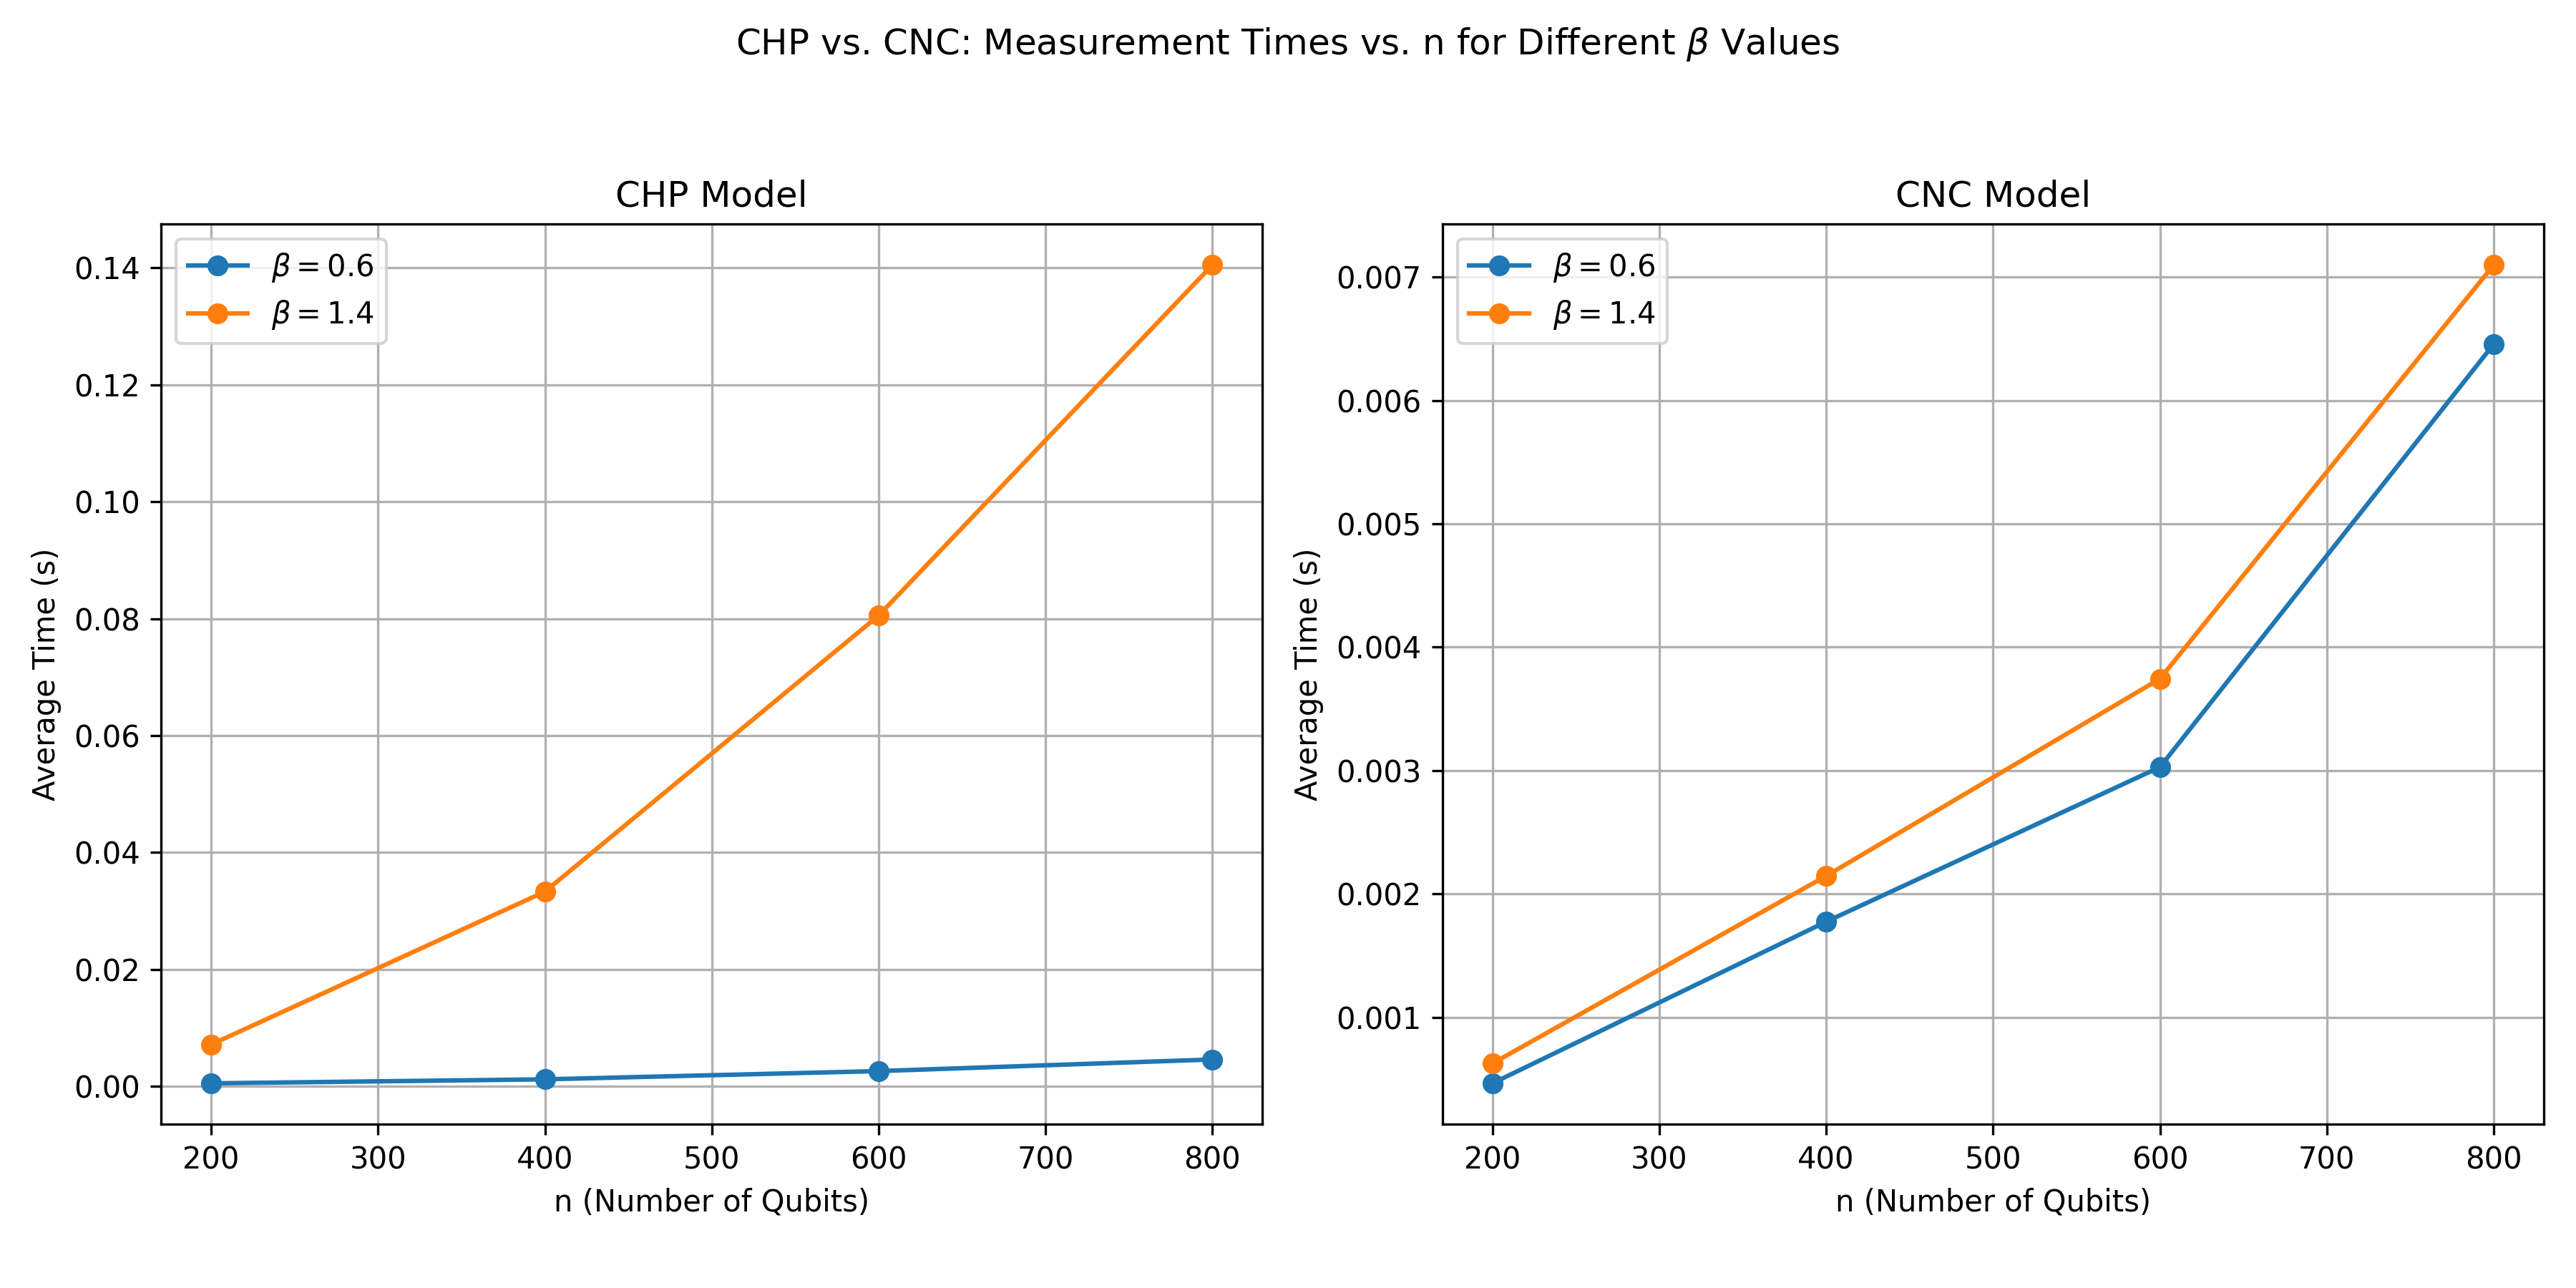 CHP vs. CNC: Measurement Times vs. n for Different β Values
CHP Model
β = 0.6
β = 1.4
0.14
0.12
0.10
0.08
0.06
0.04
0.02
0.00
Average Time (s)
200 300 400 500 600 700 800
n (Number of Qubits)
CNC Model
β = 0.6
β = 1.4
0.007
0.006
0.005
0.004
0.003
0.002
0.001
Average Time (s)
200 300 400 500 600 700 800
n (Number of Qubits)